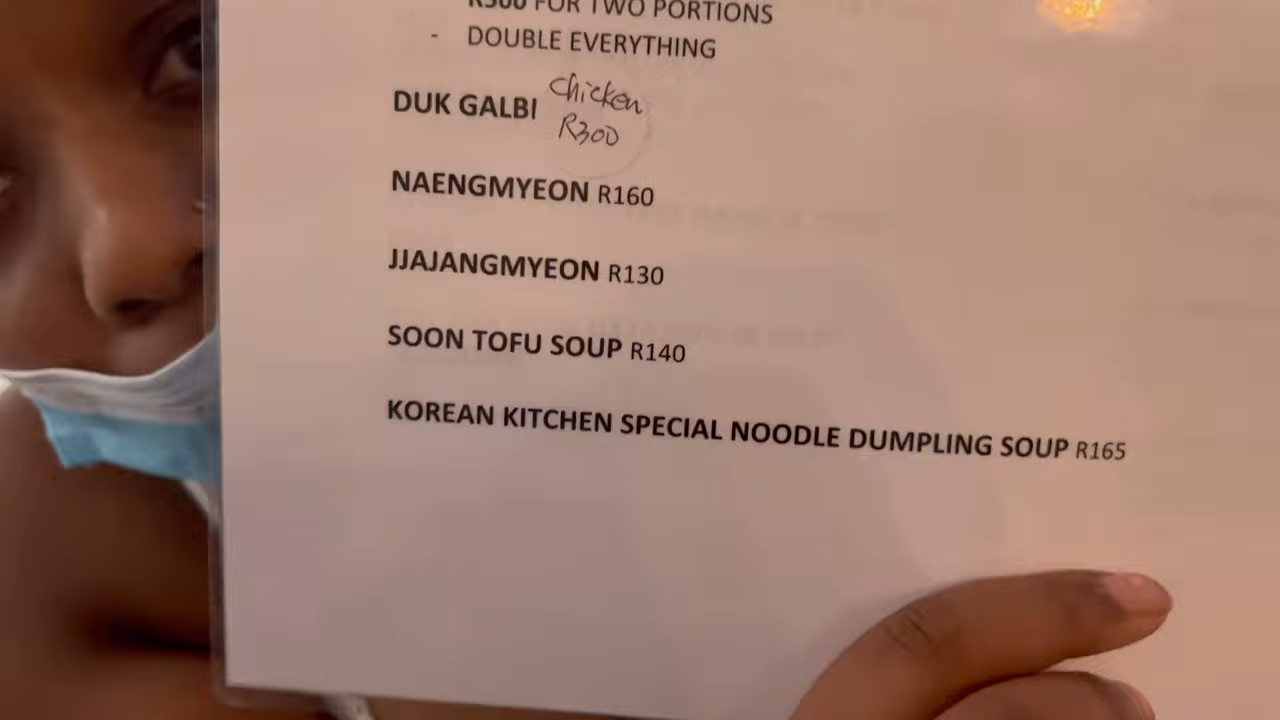 R300 FOR TWO PORTIONS
- DOUBLE EVERYTHING
DUK GALBI Chicken R300
NAENGMYEON R160
JJAJANGMYEON R130
SOON TOFU SOUP R140
KOREAN KITCHEN SPECIAL NOODLE DUMPLING SOUP R165